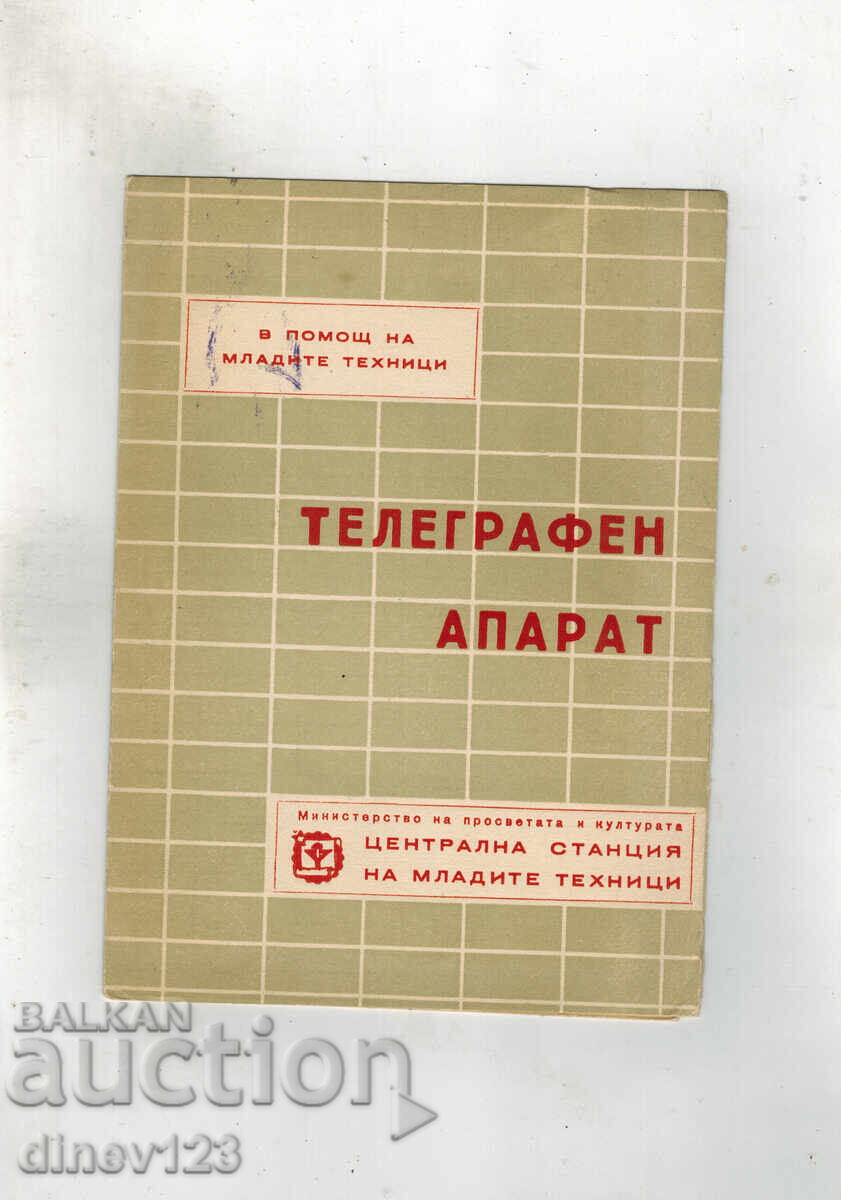 В ПОМОЩ НА
МЛАДИТЕ ТЕХНИЦИ
ТЕЛЕГРАФЕН
АПАРАТ
Министерство на просветата и културата
ЦЕНТРАЛНА СТАНЦИЯ
НА МЛАДИТЕ ТЕХНИЦИ
BALKAN
auction
dinev123